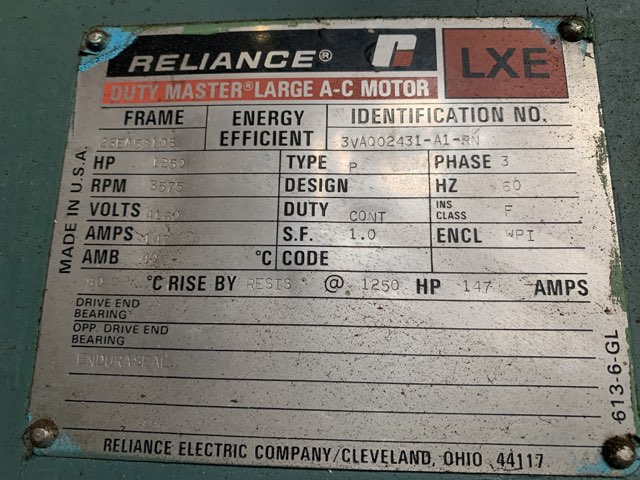 RELIANCE®
LXE
DUTY MASTER® LARGE A-C MOTOR
FRAME
ENERGY EFFICIENT
IDENTIFICATION NO.
3VAQ02431-A1-RN
HP 1250 TYPE P PHASE 3
RPM 3575 DESIGN HZ 60
VOLTS 4160 DUTY CONT INS CLASS F
AMPS 147 S.F. 1.0 ENCL WPI
AMB 40 °C CODE
80 °C RISE BY RESIS @ 1250 HP 147 AMPS
DRIVE END BEARING
OPP. DRIVE END BEARING
ENDURASEAL
MADE IN U.S.A.
613-6-GL
RELIANCE ELECTRIC COMPANY/CLEVELAND, OHIO 44117